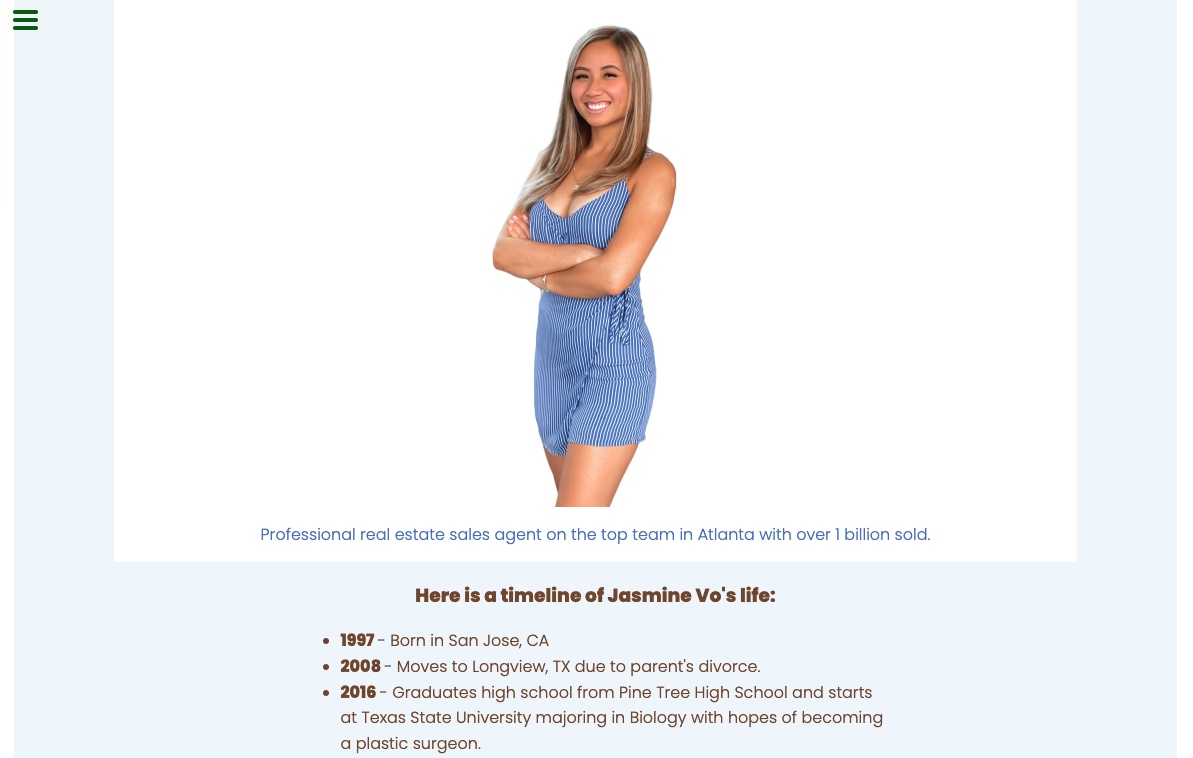 Professional real estate sales agent on the top team in Atlanta with over 1 billion sold.
Here is a timeline of Jasmine Vo's life:
1997 - Born in San Jose, CA
2008 - Moves to Longview, TX due to parent's divorce.
2016 - Graduates high school from Pine Tree High School and starts
at Texas State University majoring in Biology with hopes of becoming
a plastic surgeon.